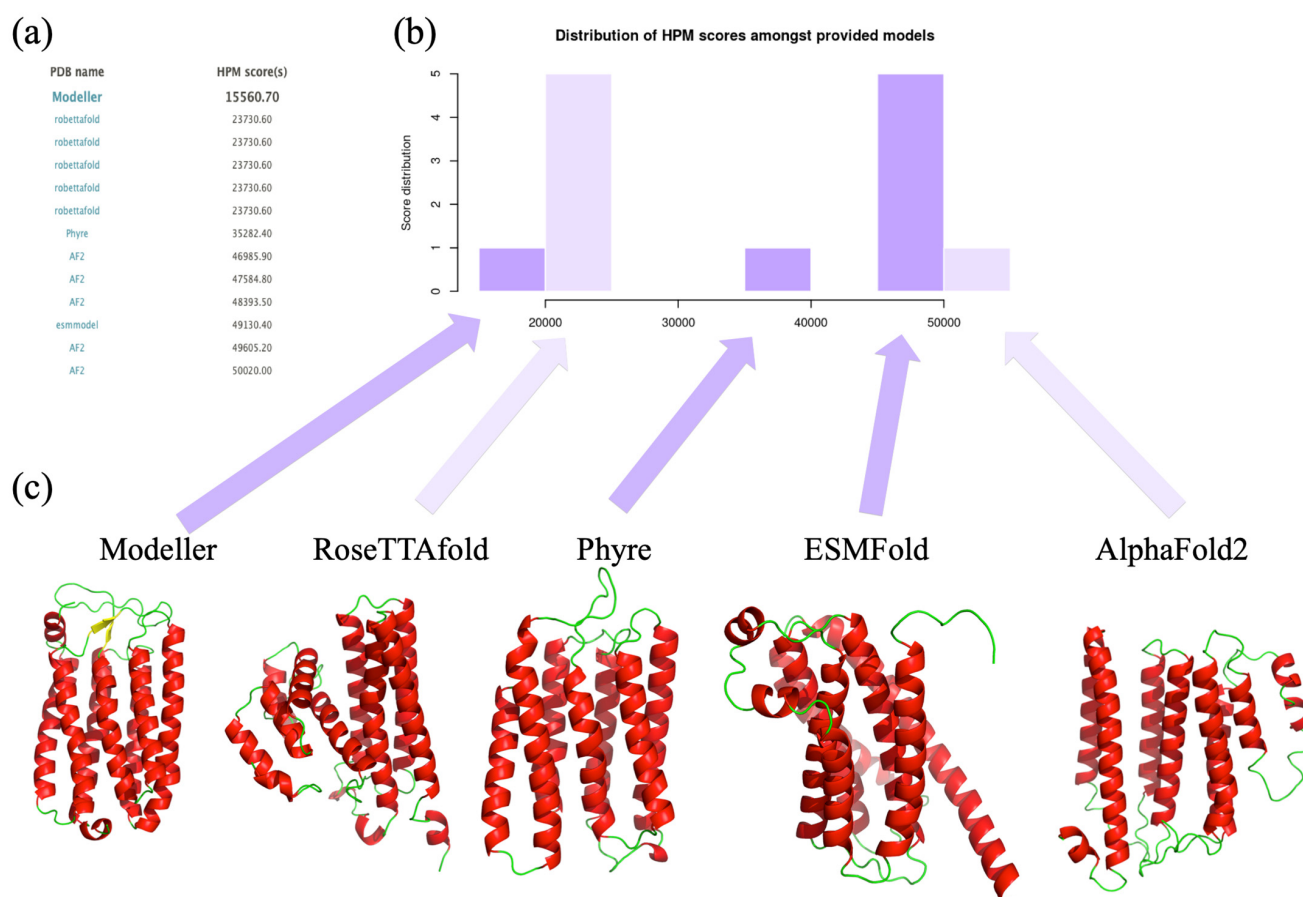 (a)
PDB name HPM score(s)
Modeller 15560.70
robettafold 23730.60
robettafold 23730.60
robettafold 23730.60
robettafold 23730.60
robettafold 23730.60
Phyre 35282.40
AF2 46985.90
AF2 47584.80
AF2 48393.50
esmmodel 49130.40
AF2 49605.20
AF2 50020.00
(b)
Distribution of HPM scores amongst provided models
Score distribution
5
4
3
2
1
0
20000 30000 40000 50000
(c)
Modeller RoseTTAfold Phyre ESMFold AlphaFold2